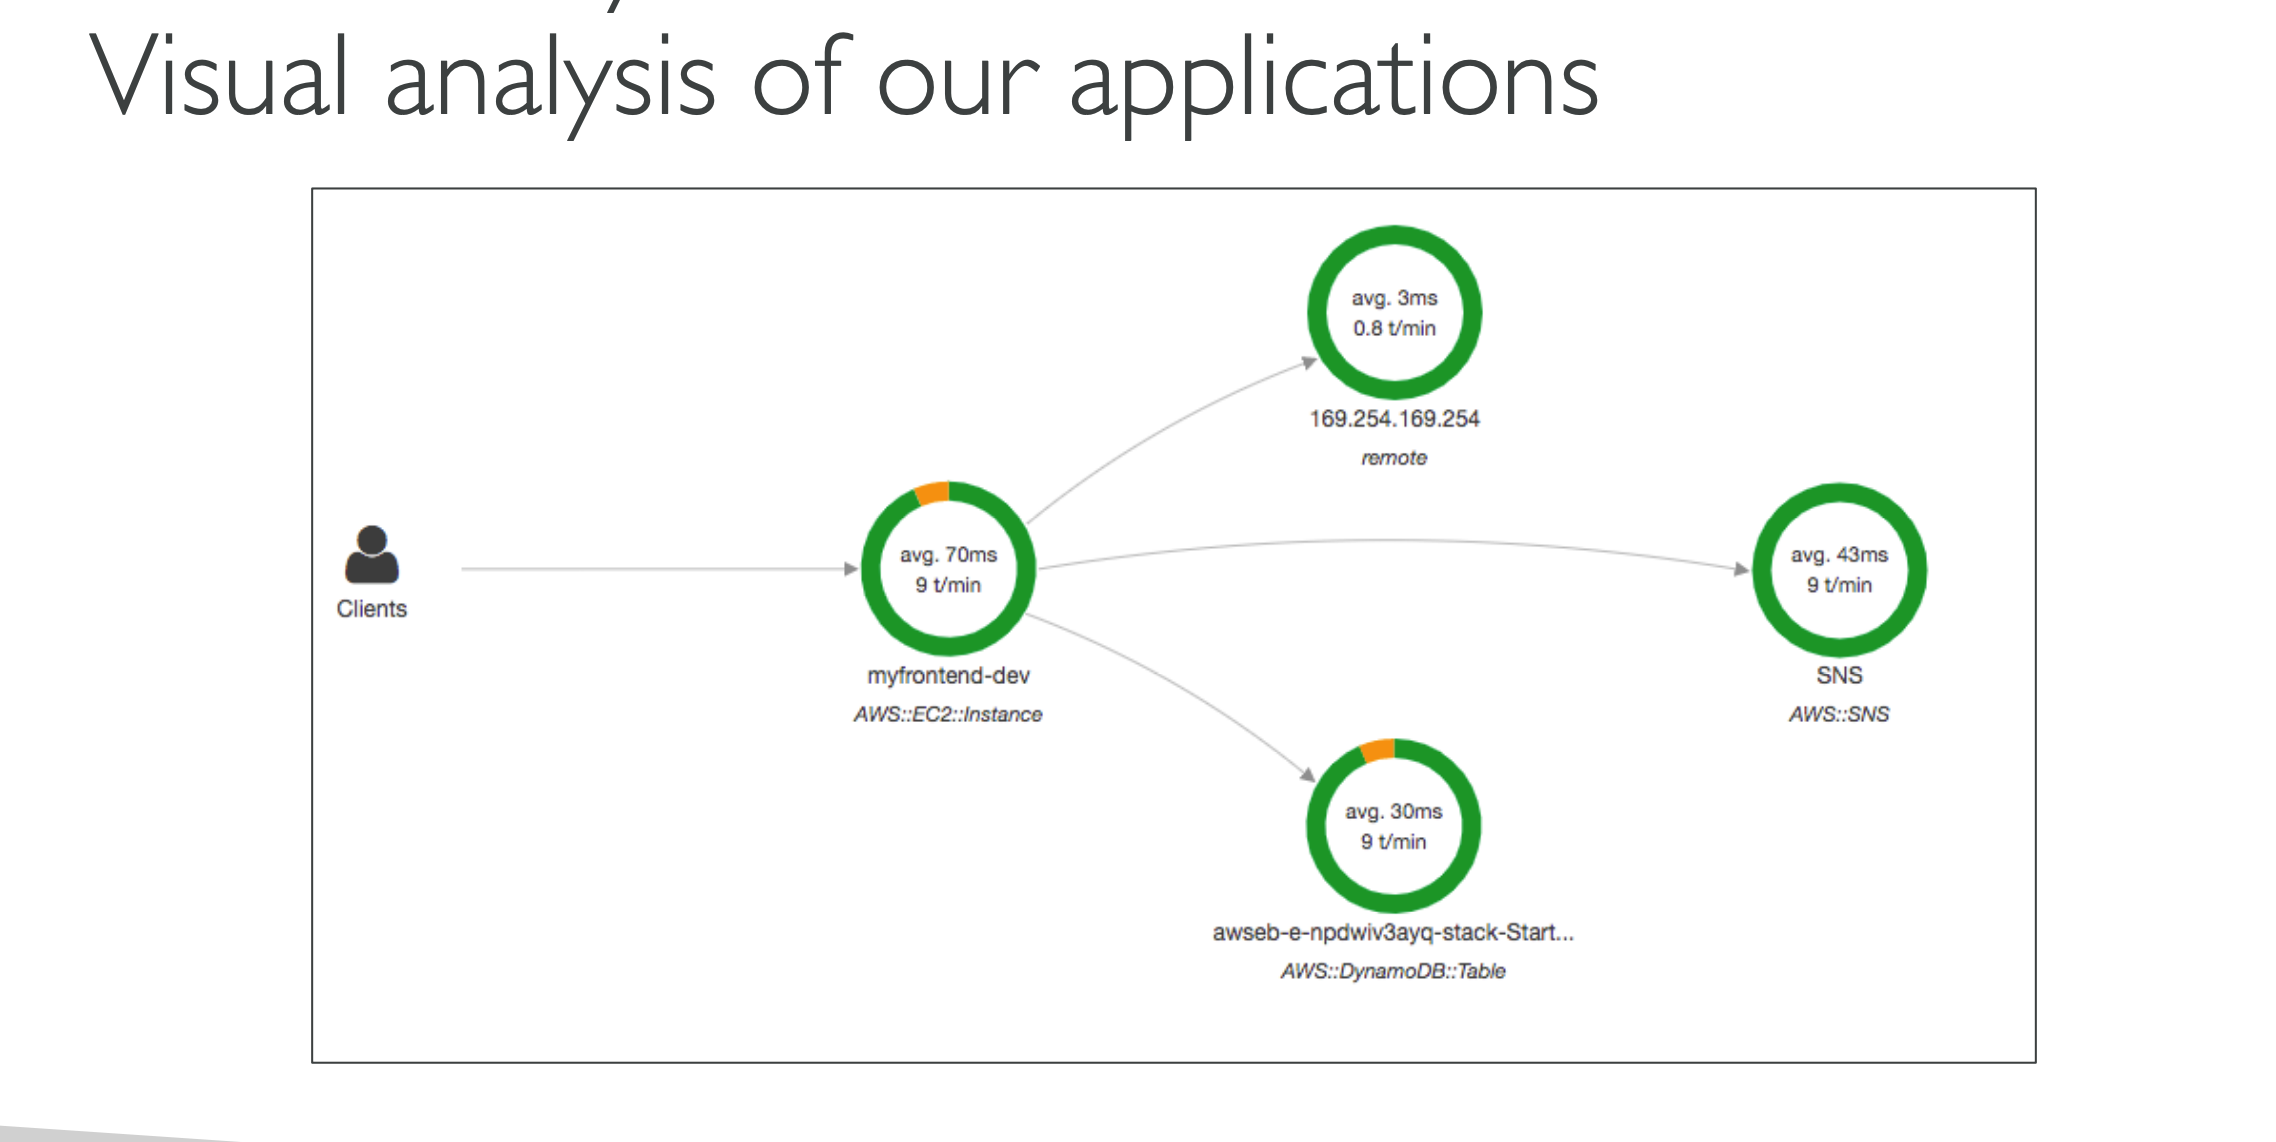 Visual analysis of our applications
avg. 3ms
0.8 t/min
169.254.169.254
remote
Clients
avg. 70ms
9 t/min
myfrontend-dev
AWS::EC2::Instance
avg. 43ms
9 t/min
SNS
AWS::SNS
avg. 30ms
9 t/min
awseb-e-npdwiv3ayq-stack-Start...
AWS::DynamoDB::Table